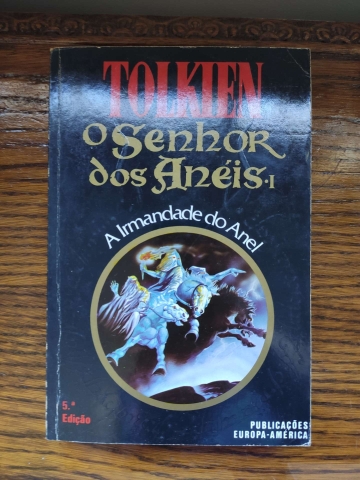 TOLKIEN
O Senhor
dos Anéis·I
A Irmandade do Anel
5.ª
Edição
PUBLICAÇÕES
EUROPA-AMÉRICA